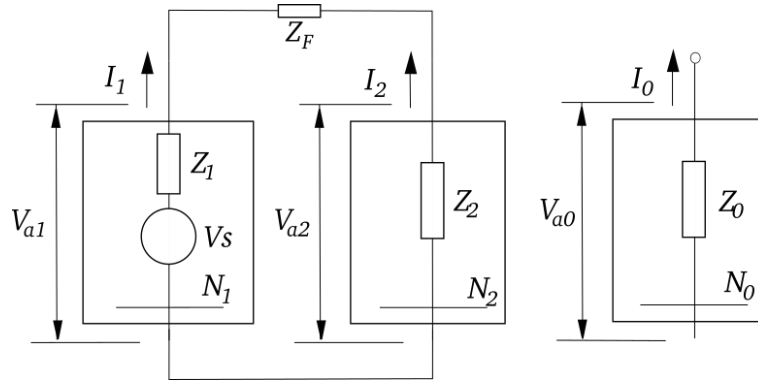 Z_F
I_1
I_2
I_0
Z_1
V_a1
Vs
V_a2
Z_2
V_a0
Z_0
N_1
N_2
N_0